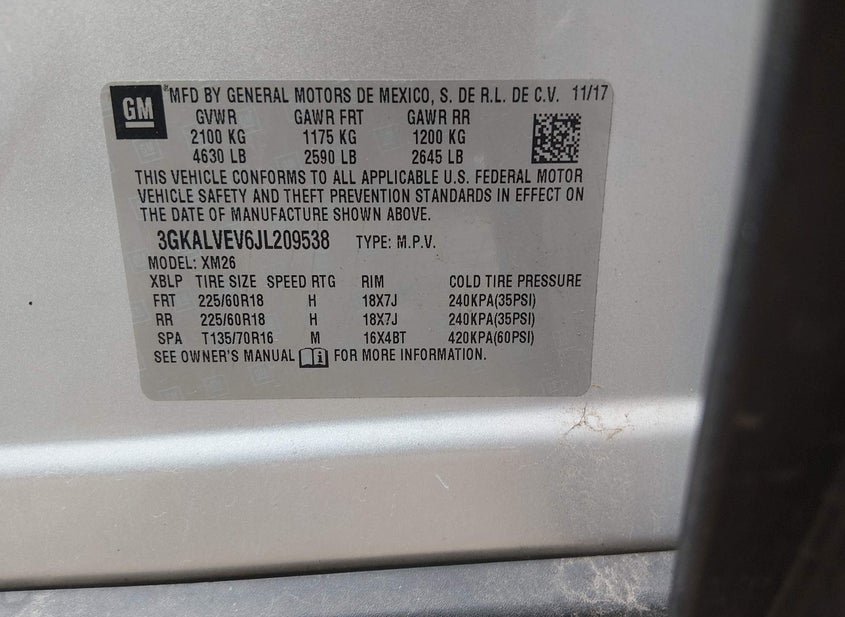 GM
MFD BY GENERAL MOTORS DE MEXICO, S. DE R.L. DE C.V. 11/17
GVWR GAWR FRT GAWR RR
2100 KG 1175 KG 1200 KG
4630 LB 2590 LB 2645 LB
THIS VEHICLE CONFORMS TO ALL APPLICABLE U.S. FEDERAL MOTOR
VEHICLE SAFETY AND THEFT PREVENTION STANDARDS IN EFFECT ON
THE DATE OF MANUFACTURE SHOWN ABOVE.
3GKALVEV6JL209538 TYPE: M.P.V.
MODEL: XM26
XBLP TIRE SIZE SPEED RTG RIM COLD TIRE PRESSURE
FRT 225/60R18 H 18X7J 240KPA(35PSI)
RR 225/60R18 H 18X7J 240KPA(35PSI)
SPA T135/70R16 M 16X4BT 420KPA(60PSI)
SEE OWNER'S MANUAL FOR MORE INFORMATION.